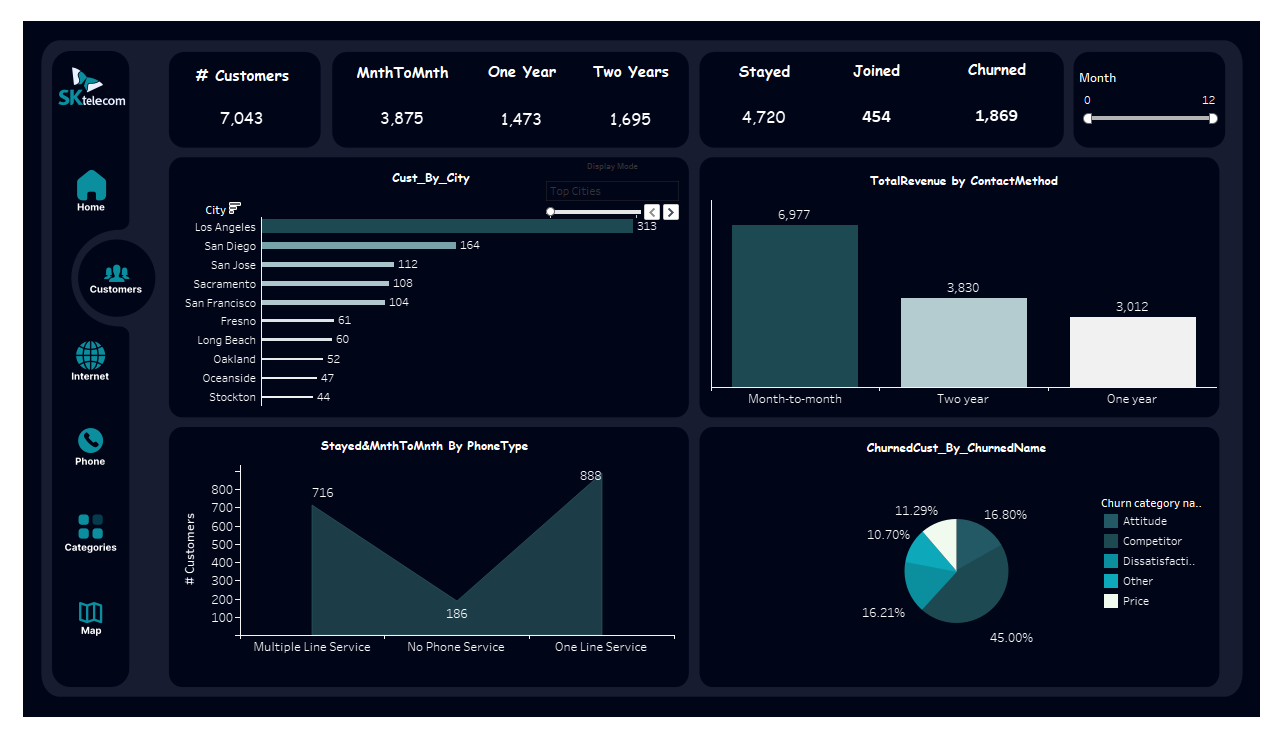 SKtelecom
Home
Customers
Internet
Phone
Categories
Map
# Customers
7,043
MnthToMnth One Year Two Years
3,875 1,473 1,695
Stayed Joined Churned
4,720 454 1,869
Month
0 12
Cust_By_City
Display Mode
Top Cities
City
Los Angeles 313
San Diego 164
San Jose 112
Sacramento 108
San Francisco 104
Fresno 61
Long Beach 60
Oakland 52
Oceanside 47
Stockton 44
TotalRevenue by ContactMethod
6,977
3,830
3,012
Month-to-month Two year One year
Stayed&MnthToMnth By PhoneType
# Customers
800
700
600
500
400
300
200
100
716
186
888
Multiple Line Service No Phone Service One Line Service
ChurnedCust_By_ChurnedName
11.29% 16.80%
10.70%
16.21%
45.00%
Churn category na..
Attitude
Competitor
Dissatisfacti..
Other
Price